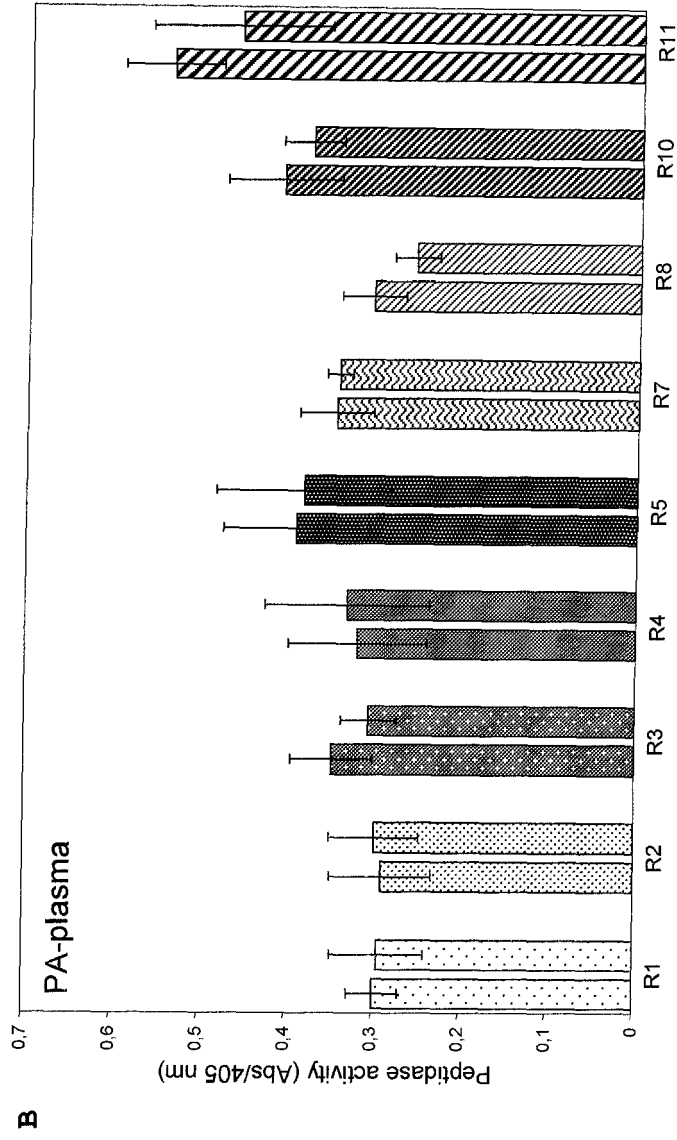 B
PA-plasma
Peptidase activity (Abs/405 nm)
0,7
0,6
0,5
0,4
0,3
0,2
0,1
0
R1 R2 R3 R4 R5 R7 R8 R10 R11